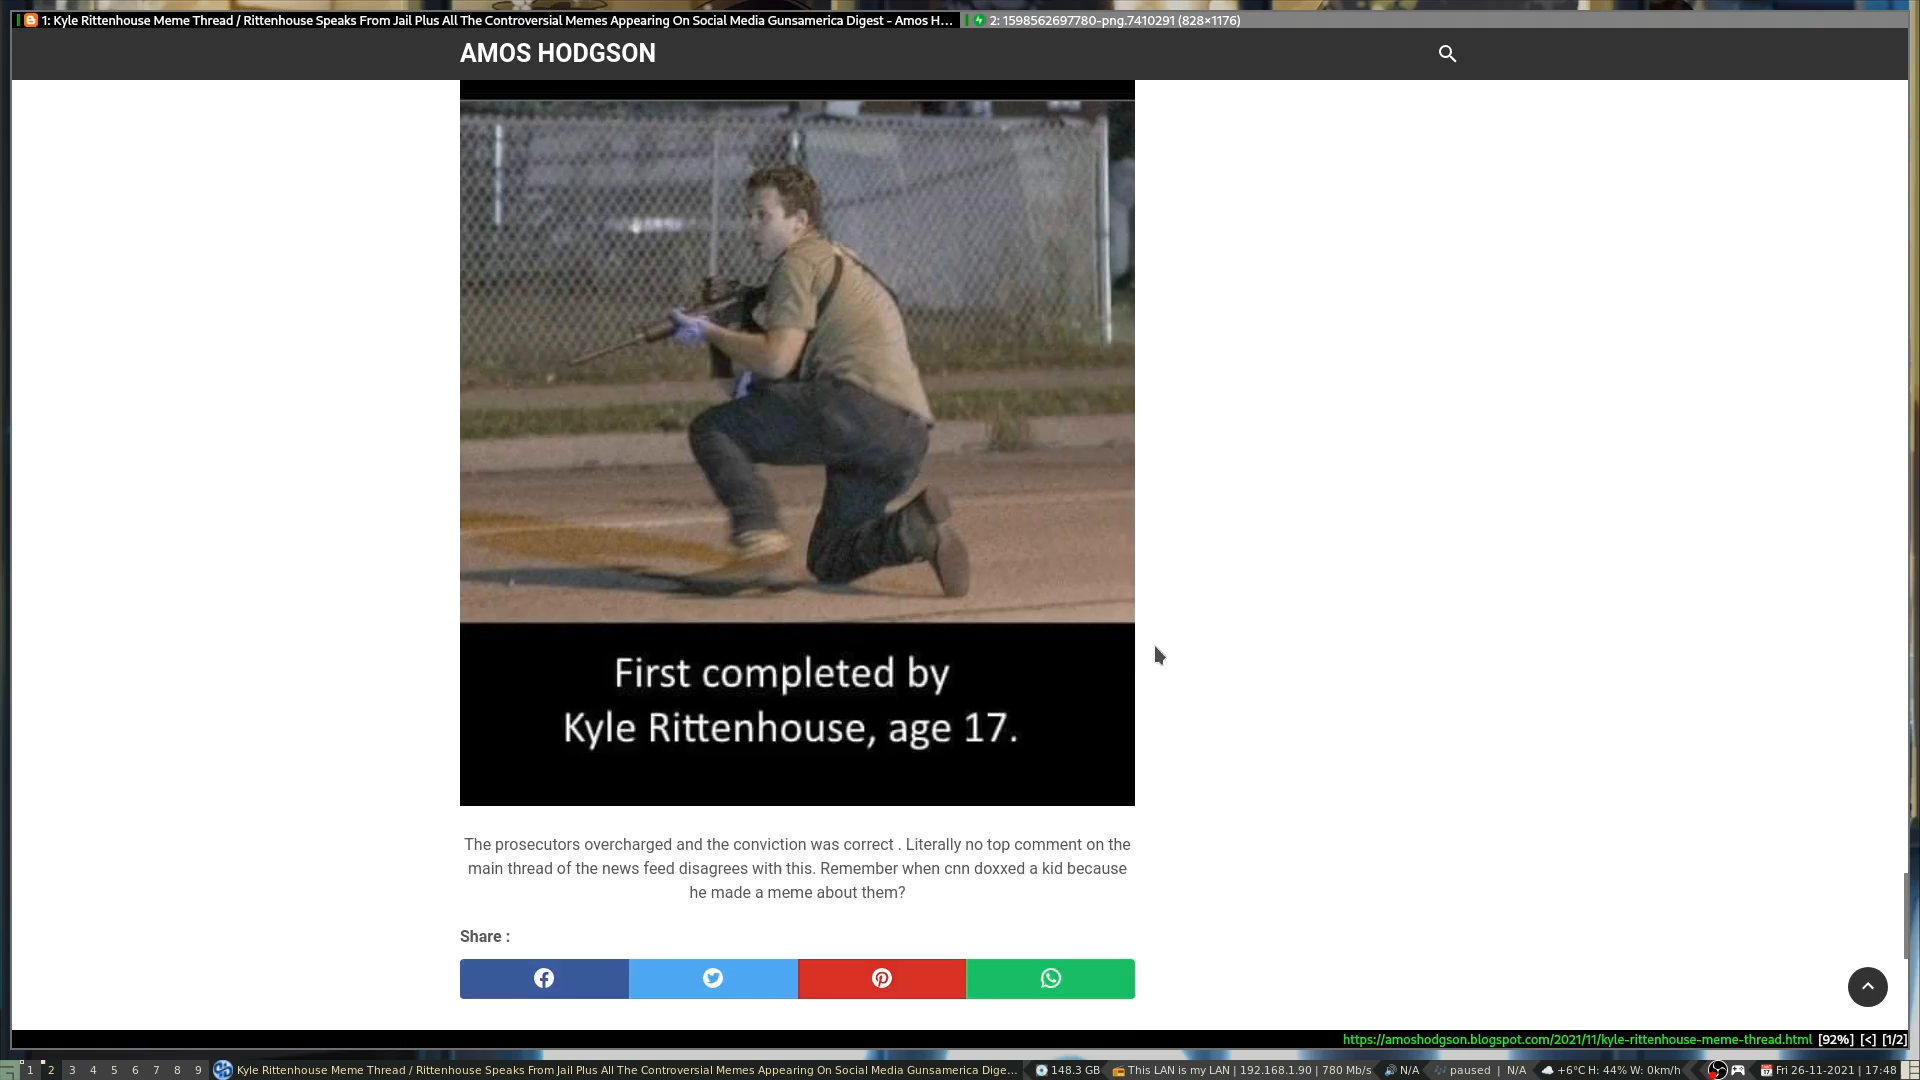 1: Kyle Rittenhouse Meme Thread / Rittenhouse Speaks From Jail Plus All The Controversial Memes Appearing On Social Media Gunsamerica Digest - Amos H...
2: 1598562697780-png.7410291 (828×1176)
AMOS HODGSON
First completed by
Kyle Rittenhouse, age 17.
The prosecutors overcharged and the conviction was correct . Literally no top comment on the
main thread of the news feed disagrees with this. Remember when cnn doxxed a kid because
he made a meme about them?
Share :
https://amoshodgson.blogspot.com/2021/11/kyle-rittenhouse-meme-thread.html [92%] [<] [1/2]
1 2 3 4 5 6 7 8 9 Kyle Rittenhouse Meme Thread / Rittenhouse Speaks From Jail Plus All The Controversial Memes Appearing On Social Media Gunsamerica Dige... 148.3 GB This LAN is my LAN | 192.168.1.90 | 780 Mb/s N/A paused | N/A +6°C H: 44% W: 0km/h Fri 26-11-2021 | 17:48